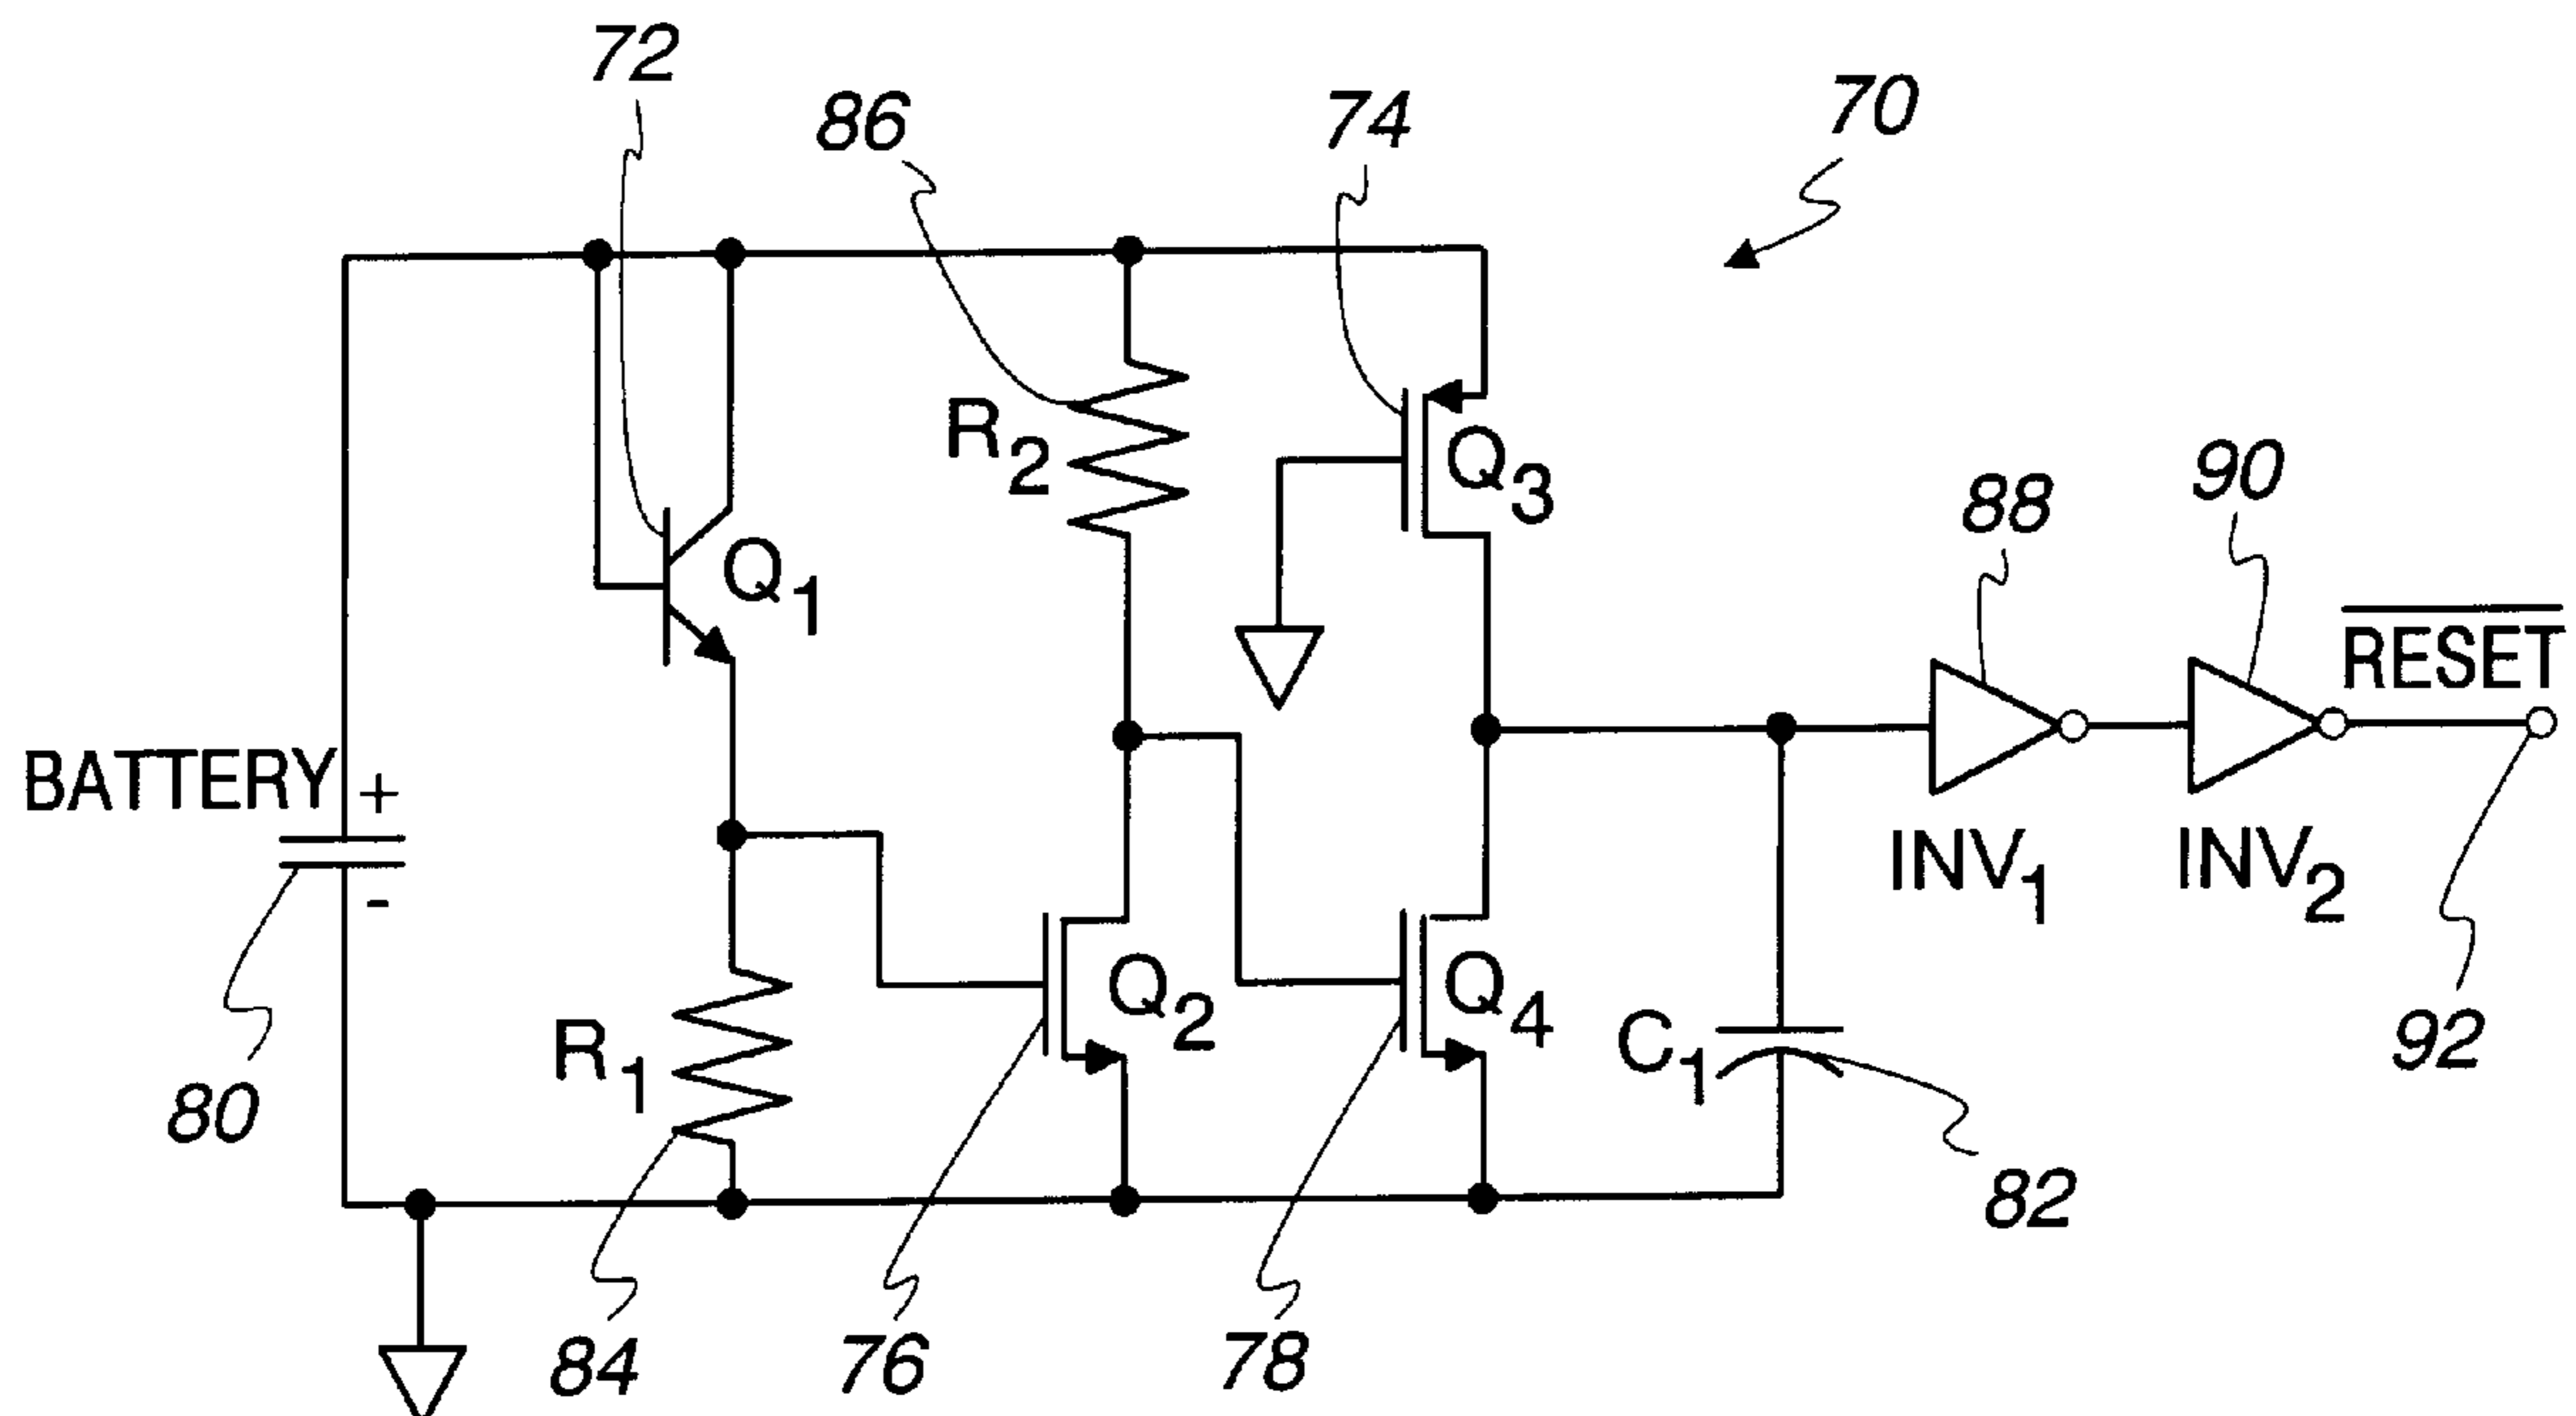 72
86
74
70
R2
Q3
88
90
Q1
RESET
BATTERY
+
-
INV1
INV2
Q2
Q4
R1
C1
92
80
82
84
76
78